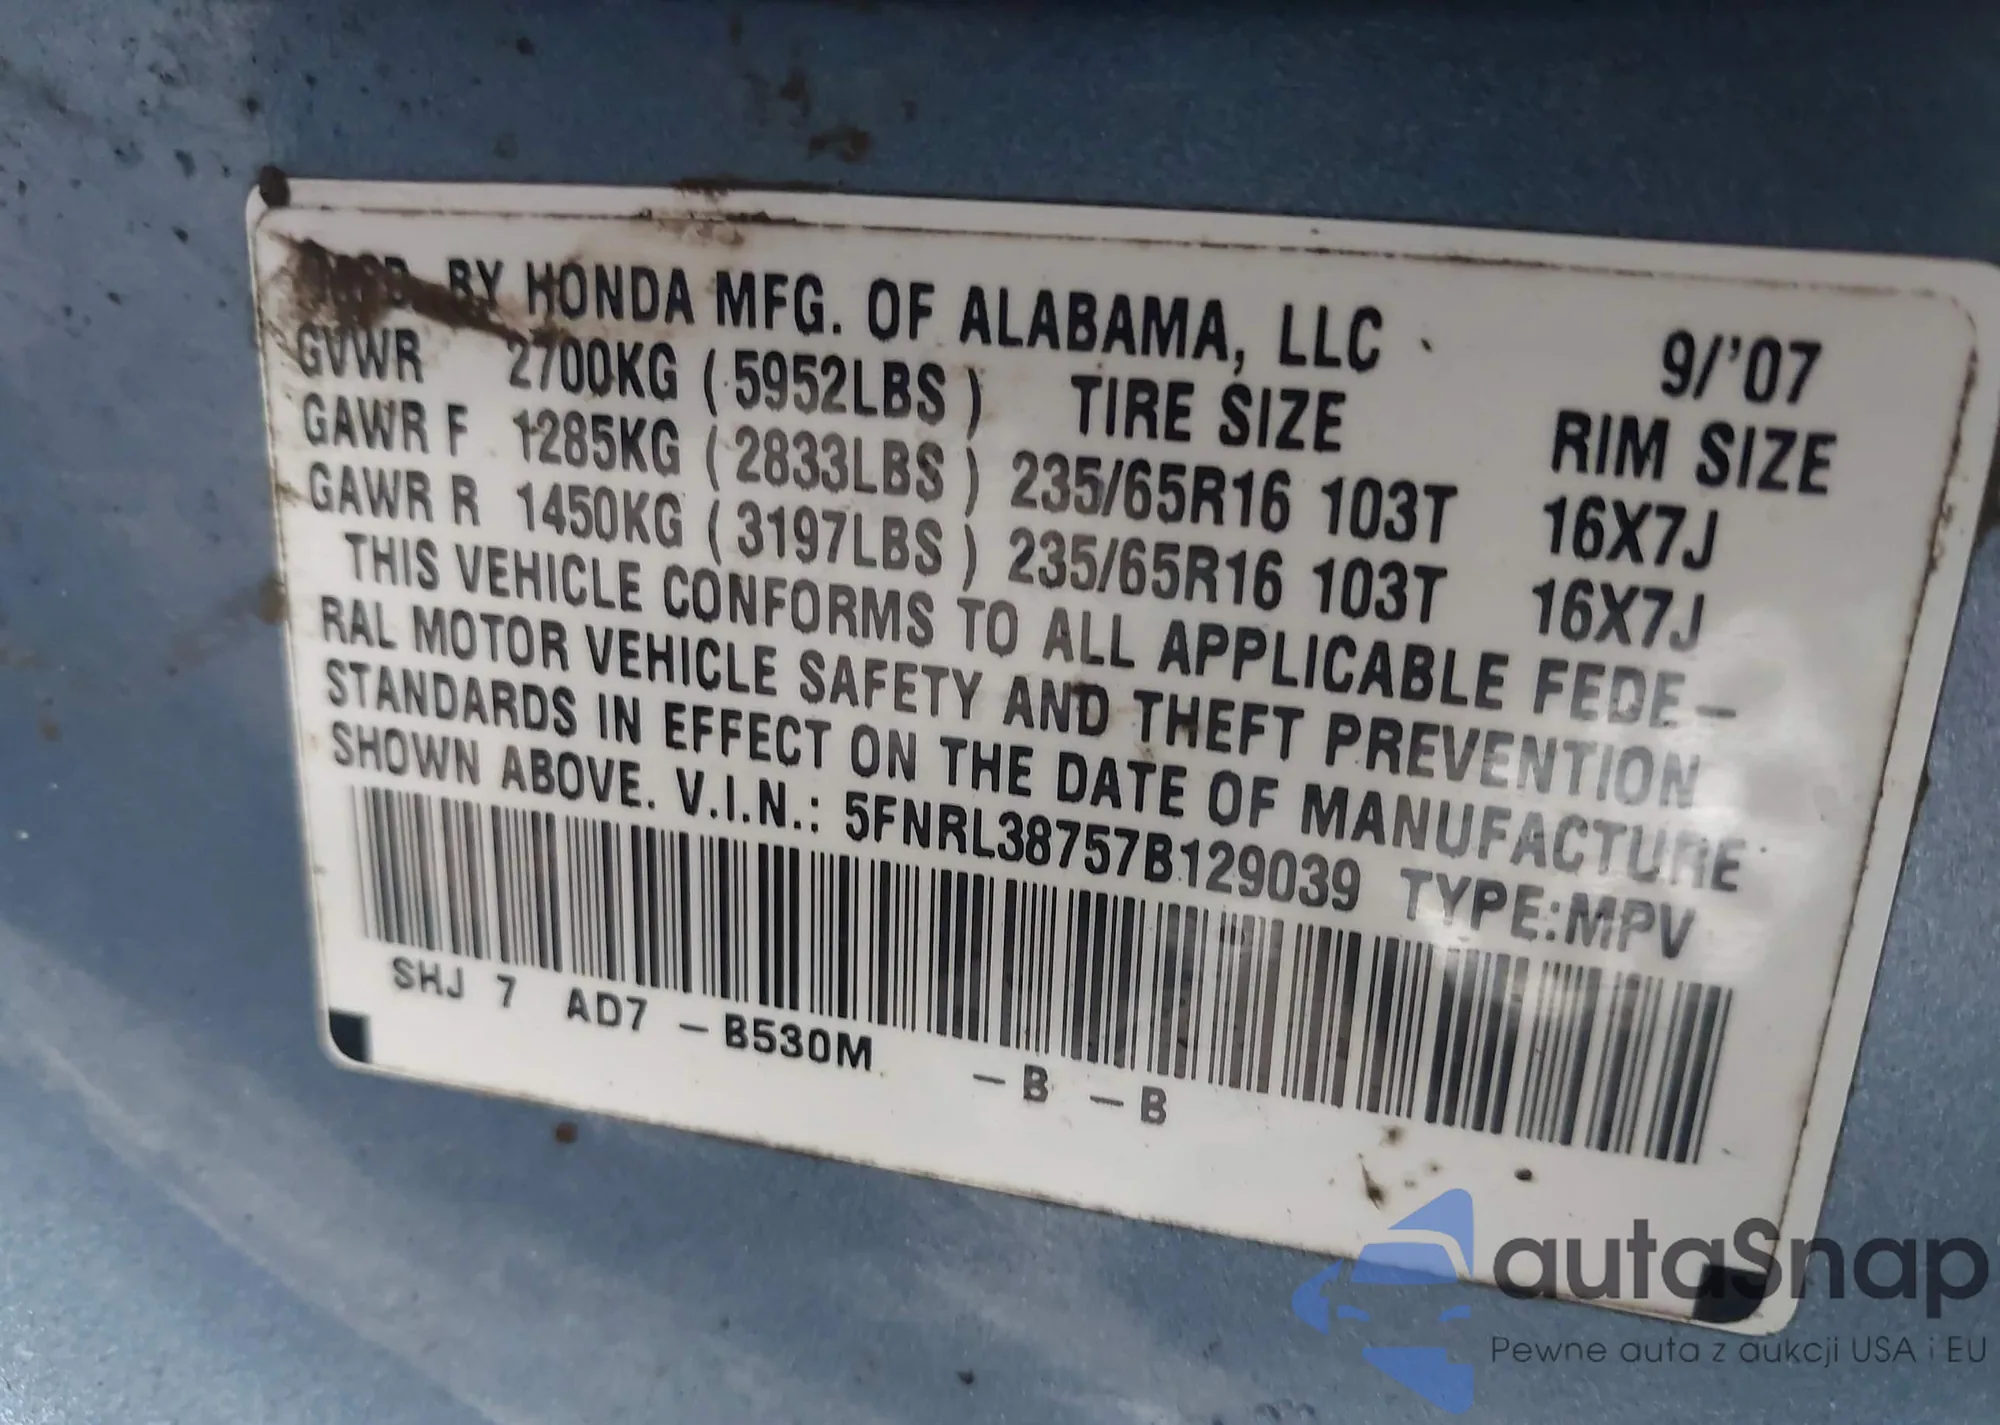 MFD. BY HONDA MFG. OF ALABAMA, LLC 9/'07
GVWR 2700KG (5952LBS) TIRE SIZE RIM SIZE
GAWR F 1285KG (2833LBS) 235/65R16 103T 16X7J
GAWR R 1450KG (3197LBS) 235/65R16 103T 16X7J
THIS VEHICLE CONFORMS TO ALL APPLICABLE FEDE-
RAL MOTOR VEHICLE SAFETY AND THEFT PREVENTION
STANDARDS IN EFFECT ON THE DATE OF MANUFACTURE
SHOWN ABOVE. V.I.N.: 5FNRL38757B129039 TYPE:MPV
SHJ 7 AD7 -B530M -B -B
autaSnap
Pewne auta z aukcji USA i EU